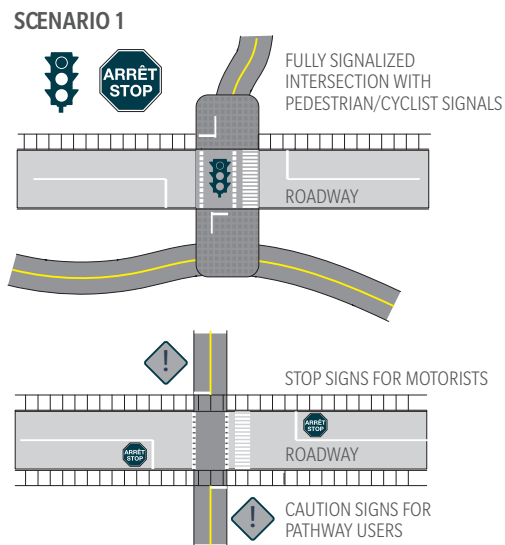 SCENARIO 1
ARRÊT
STOP
FULLY SIGNALIZED
INTERSECTION WITH
PEDESTRIAN/CYCLIST SIGNALS
ROADWAY
!
STOP SIGNS FOR MOTORISTS
ARRÊT
STOP
ARRÊT
STOP
ROADWAY
!
CAUTION SIGNS FOR
PATHWAY USERS